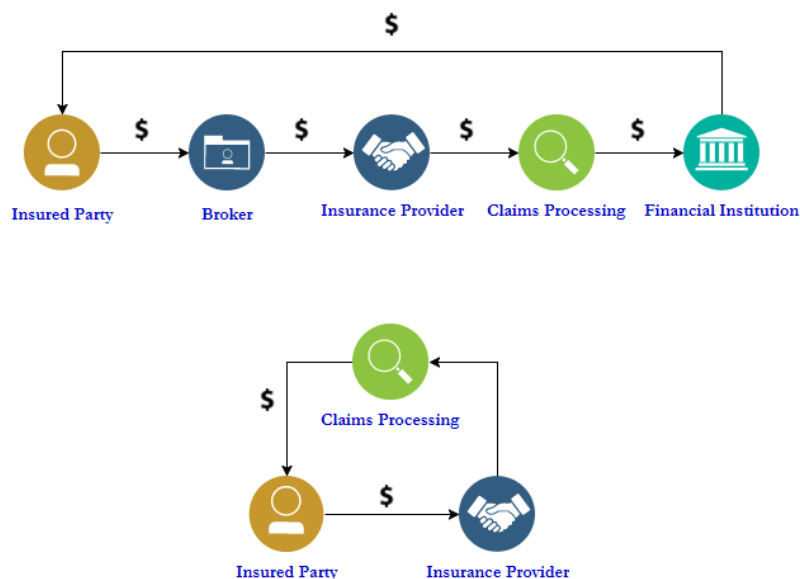 $
$ $ $ $
Insured Party Broker Insurance Provider Claims Processing Financial Institution
$
Claims Processing
$
Insured Party Insurance Provider